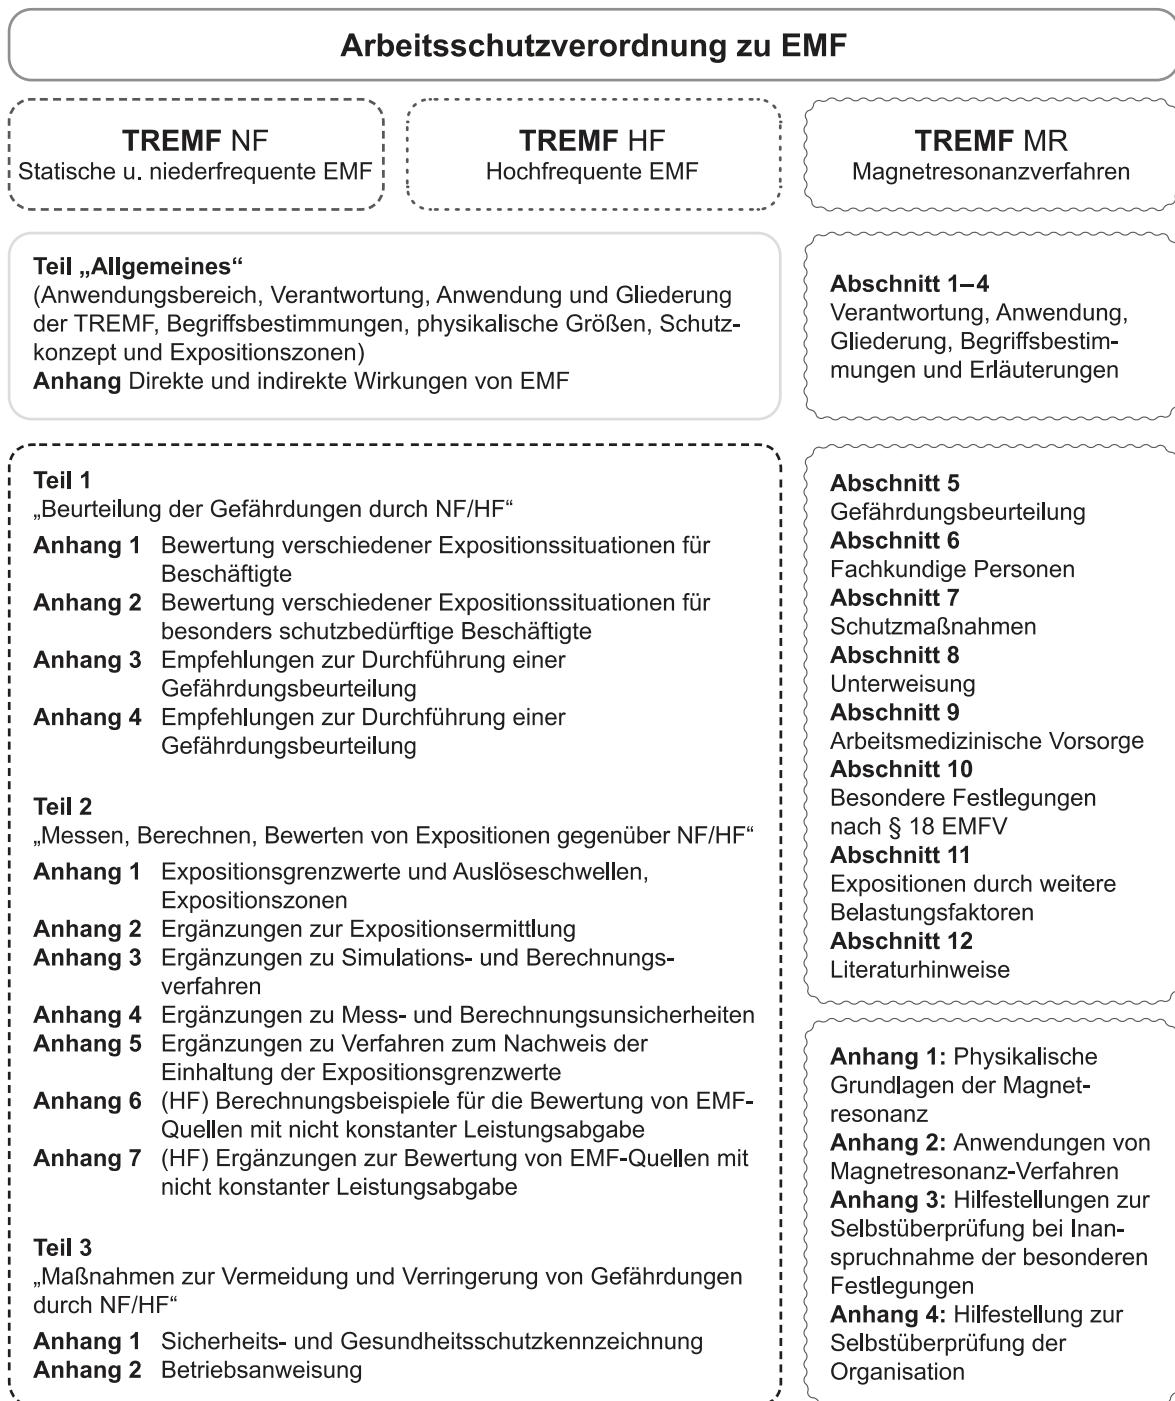 Arbeitsschutzverordnung zu EMF
TREMF NF
Statische u. niederfrequente EMF
TREMF HF
Hochfrequente EMF
TREMF MR
Magnetresonanzverfahren
Teil „Allgemeines“
(Anwendungsbereich, Verantwortung, Anwendung und Gliederung
der TREMF, Begriffsbestimmungen, physikalische Größen, Schutz-
konzept und Expositionszonen)
Anhang Direkte und indirekte Wirkungen von EMF
Abschnitt 1–4
Verantwortung, Anwendung,
Gliederung, Begriffsbestim-
mungen und Erläuterungen
Teil 1
„Beurteilung der Gefährdungen durch NF/HF“
Anhang 1 Bewertung verschiedener Expositionssituationen für
Beschäftigte
Anhang 2 Bewertung verschiedener Expositionssituationen für
besonders schutzbedürftige Beschäftigte
Anhang 3 Empfehlungen zur Durchführung einer
Gefährdungsbeurteilung
Anhang 4 Empfehlungen zur Durchführung einer
Gefährdungsbeurteilung
Teil 2
„Messen, Berechnen, Bewerten von Expositionen gegenüber NF/HF“
Anhang 1 Expositionsgrenzwerte und Auslöseschwellen,
Expositionszonen
Anhang 2 Ergänzungen zur Expositionsermittlung
Anhang 3 Ergänzungen zu Simulations- und Berechnungs-
verfahren
Anhang 4 Ergänzungen zu Mess- und Berechnungsunsicherheiten
Anhang 5 Ergänzungen zu Verfahren zum Nachweis der
Einhaltung der Expositionsgrenzwerte
Anhang 6 (HF) Berechnungsbeispiele für die Bewertung von EMF-
Quellen mit nicht konstanter Leistungsabgabe
Anhang 7 (HF) Ergänzungen zur Bewertung von EMF-Quellen mit
nicht konstanter Leistungsabgabe
Teil 3
„Maßnahmen zur Vermeidung und Verringerung von Gefährdungen
durch NF/HF“
Anhang 1 Sicherheits- und Gesundheitsschutzkennzeichnung
Anhang 2 Betriebsanweisung
Abschnitt 5
Gefährdungsbeurteilung
Abschnitt 6
Fachkundige Personen
Abschnitt 7
Schutzmaßnahmen
Abschnitt 8
Unterweisung
Abschnitt 9
Arbeitsmedizinische Vorsorge
Abschnitt 10
Besondere Festlegungen
nach § 18 EMFV
Abschnitt 11
Expositionen durch weitere
Belastungsfaktoren
Abschnitt 12
Literaturhinweise
Anhang 1: Physikalische
Grundlagen der Magnet-
resonanz
Anhang 2: Anwendungen von
Magnetresonanz-Verfahren
Anhang 3: Hilfestellungen zur
Selbstüberprüfung bei Inan-
spruchnahme der besonderen
Festlegungen
Anhang 4: Hilfestellung zur
Selbstüberprüfung der
Organisation